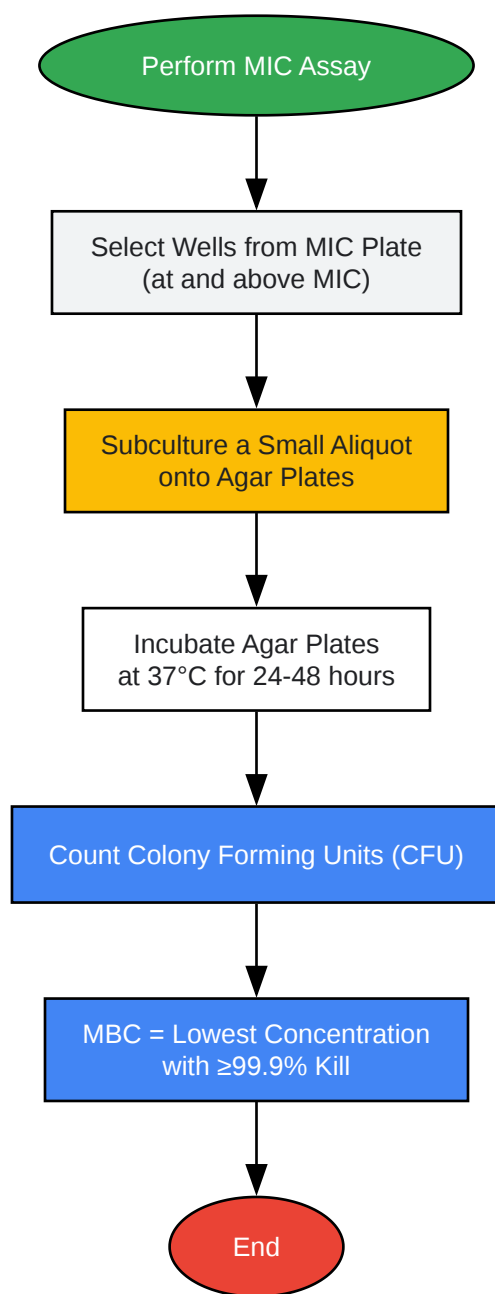 Perform MIC Assay
Select Wells from MIC Plate
(at and above MIC)
Subculture a Small Aliquot
onto Agar Plates
Incubate Agar Plates
at 37°C for 24-48 hours
Count Colony Forming Units (CFU)
MBC = Lowest Concentration
with ≥99.9% Kill
End